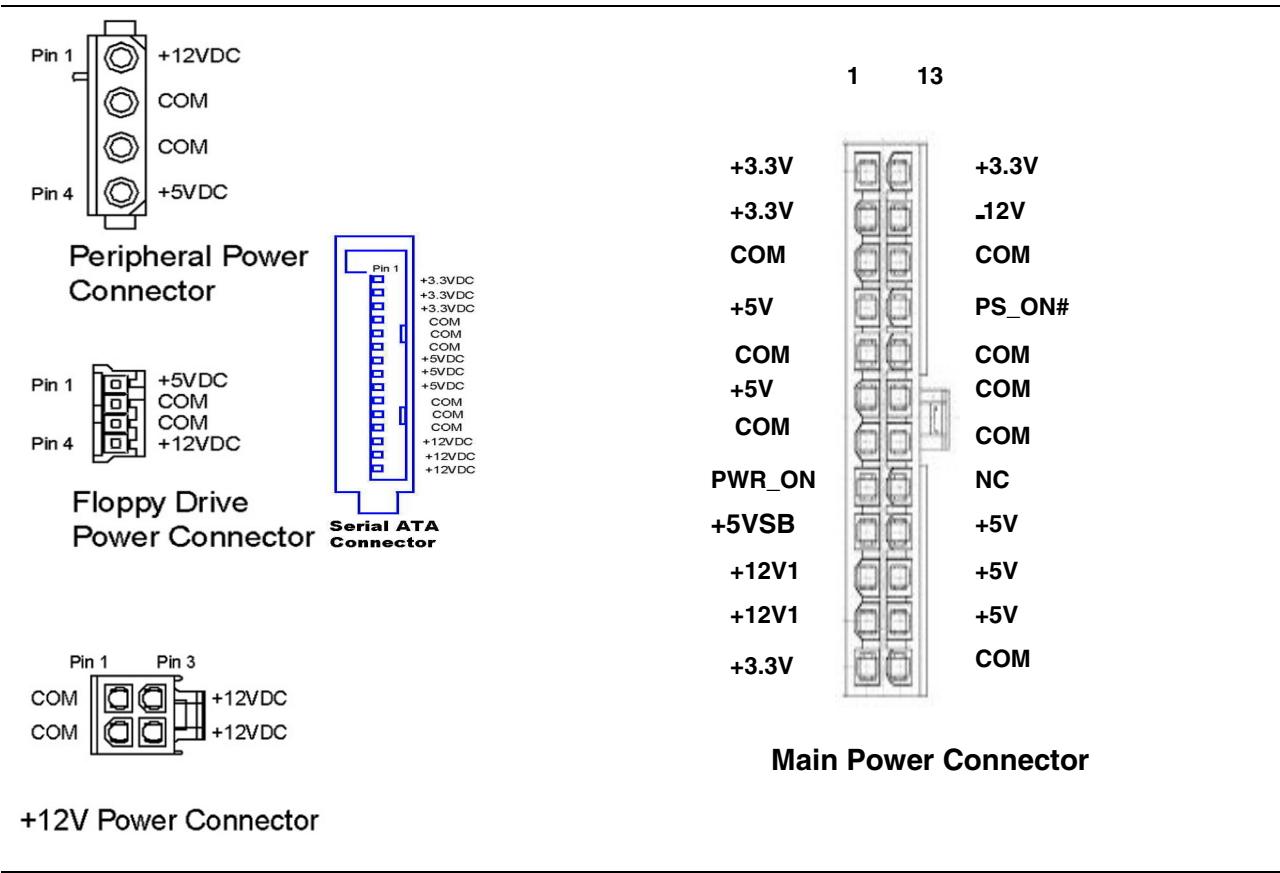 Pin 1 +12VDC
COM
COM
Pin 4 +5VDC
Peripheral Power
Connector
Pin 1 +5VDC
COM
COM
Pin 4 +12VDC
Floppy Drive
Power Connector
Pin 1
+3.3VDC
+3.3VDC
+3.3VDC
COM
COM
COM
+5VDC
+5VDC
+5VDC
COM
COM
COM
+12VDC
+12VDC
+12VDC
Serial ATA
Connector
Pin 1 Pin 3
COM +12VDC
COM +12VDC
+12V Power Connector
1 13
+3.3V +3.3V
+3.3V -12V
COM COM
+5V PS_ON#
COM COM
+5V COM
COM COM
PWR_ON NC
+5VSB +5V
+12V1 +5V
+12V1 +5V
+3.3V COM
Main Power Connector